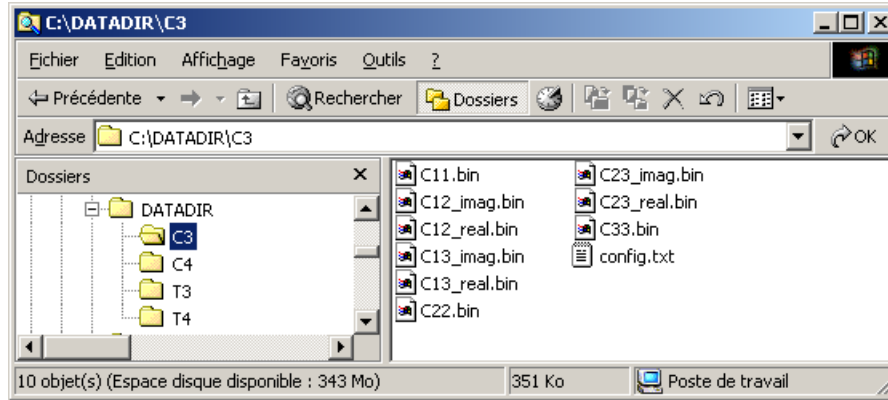 C:\DATADIR\C3
Fichier Edition Affichage Favoris Outils ?
Précédente Rechercher Dossiers
Adresse C:\DATADIR\C3 OK
Dossiers
DATADIR
C3
C4
T3
T4
C11.bin
C12_imag.bin
C12_real.bin
C13_imag.bin
C13_real.bin
C22.bin
C23_imag.bin
C23_real.bin
C33.bin
config.txt
10 objet(s) (Espace disque disponible : 343 Mo) 351 Ko Poste de travail